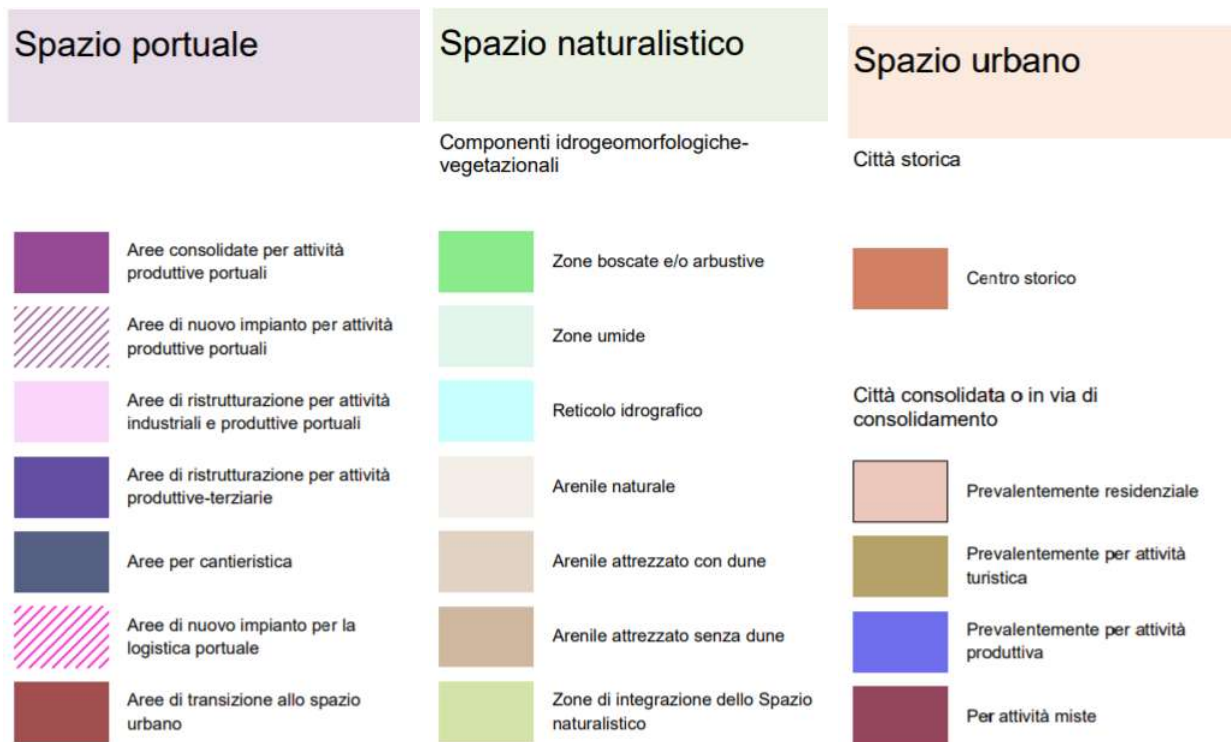 Spazio portuale
Aree consolidate per attività
produttive portuali
Aree di nuovo impianto per attività
produttive portuali
Aree di ristrutturazione per attività
industriali e produttive portuali
Aree di ristrutturazione per attività
produttive-terziarie
Aree per cantieristica
Aree di nuovo impianto per la
logistica portuale
Aree di transizione allo spazio
urbano
Spazio naturalistico
Componenti idrogeomorfologiche-
vegetazionali
Zone boscate e/o arbustive
Zone umide
Reticolo idrografico
Arenile naturale
Arenile attrezzato con dune
Arenile attrezzato senza dune
Zone di integrazione dello Spazio
naturalistico
Spazio urbano
Città storica
Centro storico
Città consolidata o in via di
consolidamento
Prevalentemente residenziale
Prevalentemente per attività
turistica
Prevalentemente per attività
produttiva
Per attività miste